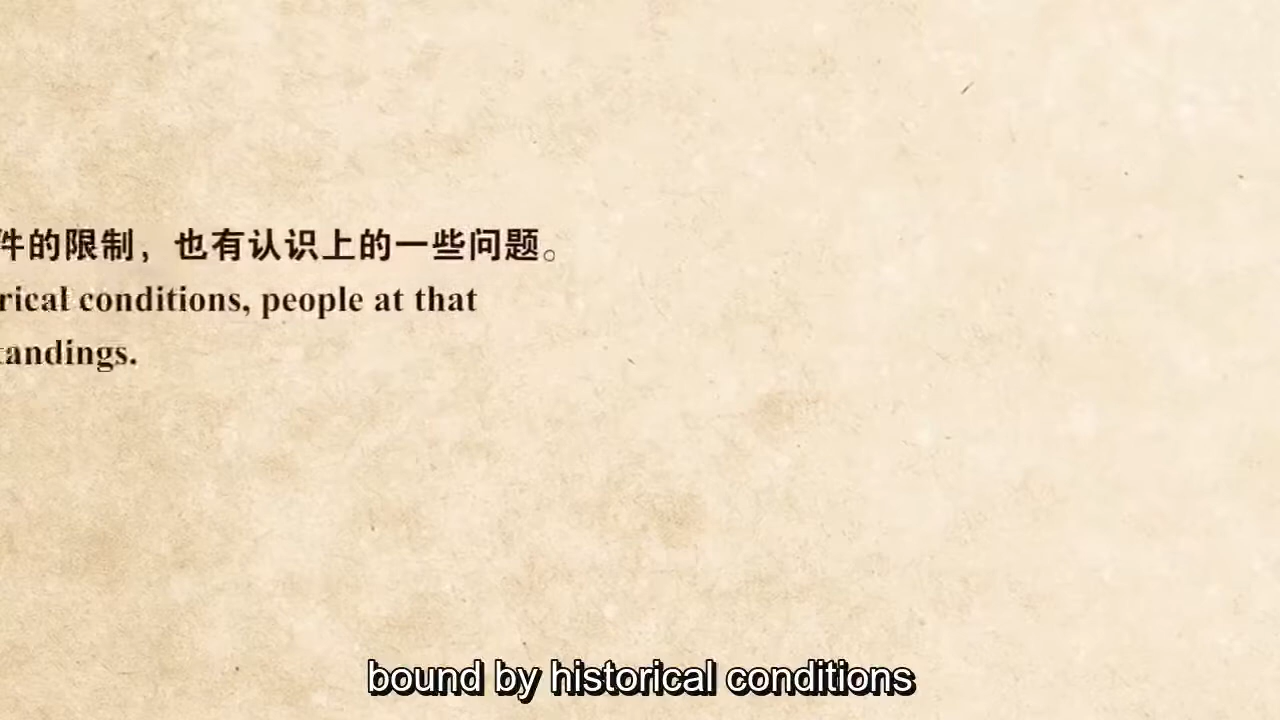 件的限制，也有认识上的一些问题。
rical conditions, people at that
tandings.
bound by historical conditions